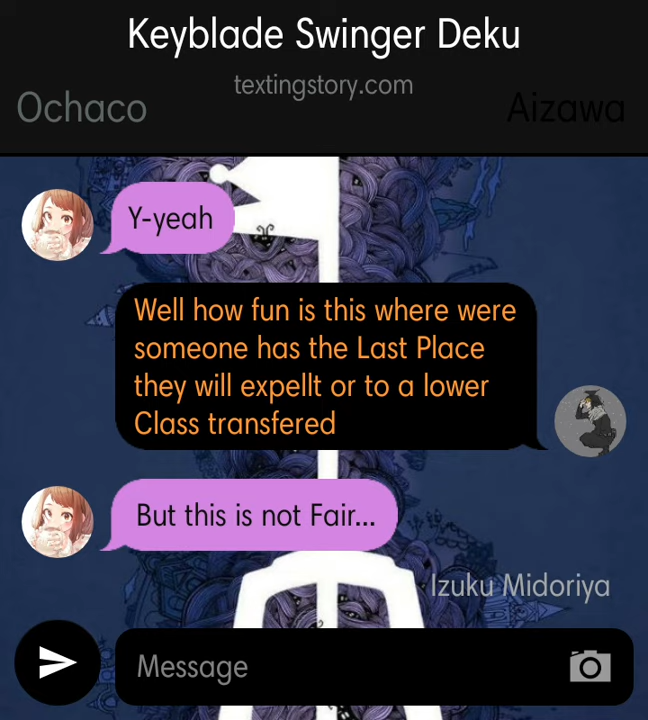 Keyblade Swinger Deku
textingstory.com
Ochaco
Aizawa
Y-yeah
Well how fun is this where were
someone has the Last Place
they will expellt or to a lower
Class transfered
But this is not Fair...
Izuku Midoriya
Message